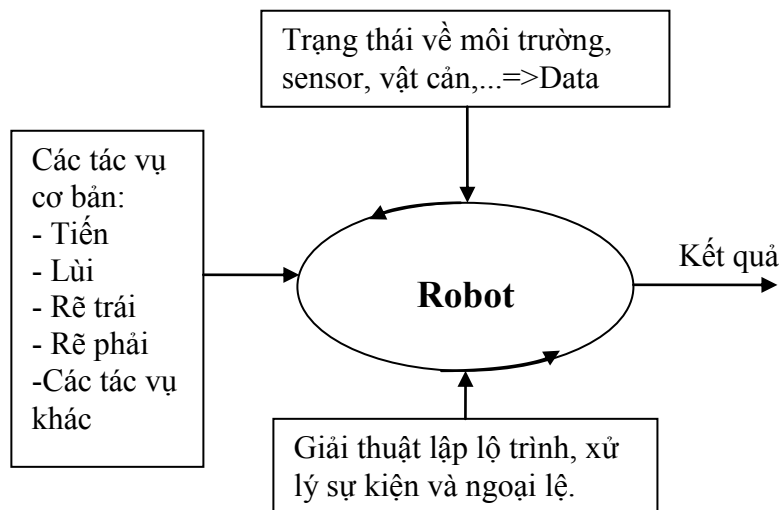 Trạng thái về môi trường,
sensor, vật cản,...=>Data
Các tác vụ
cơ bản:
- Tiến
- Lùi
- Rẽ trái
- Rẽ phải
-Các tác vụ
khác
Robot
Kết quả
Giải thuật lập lộ trình, xử
lý sự kiện và ngoại lệ.